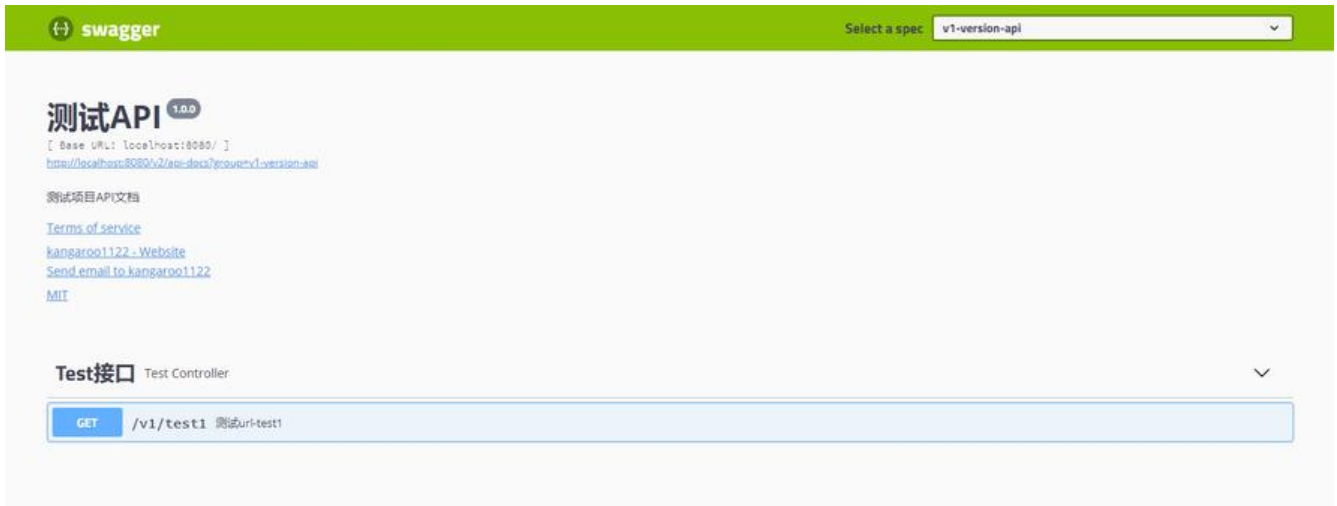 swagger
Select a spec v1-version-api
测试API 1.0.0
[ Base URL: localhost:8080/ ]
http://localhost:8080/v2/api-docs?group=v1-version-api
测试项目API文档
Terms of service
kangaroo1122 - Website
Send email to kangaroo1122
MIT
Test接口 Test Controller
GET /v1/test1 测试url-test1